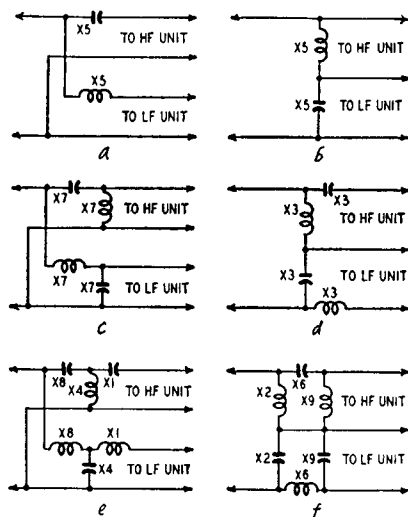 X5
TO HF UNIT
X5
TO LF UNIT
a
X5
TO HF UNIT
X5
TO LF UNIT
b
X7
X7
TO HF UNIT
X7
X7
TO LF UNIT
c
X3
X3
TO HF UNIT
X3
X3
TO LF UNIT
d
X8
X1
X4
TO HF UNIT
X8
X1
X4
TO LF UNIT
e
X6
X2
X9
TO HF UNIT
X2
X9
TO LF UNIT
X6
f